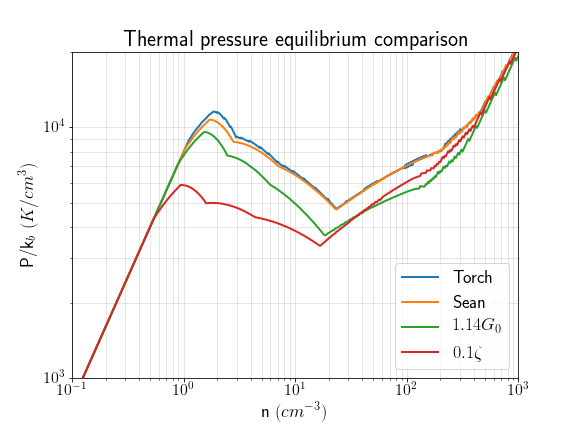 Thermal pressure equilibrium comparison
P/k_b (K/cm^3)
10^4
10^3
10^-1
10^0
10^1
10^2
10^3
n (cm^-3)
Torch
Sean
1.14G_0
0.1ζ